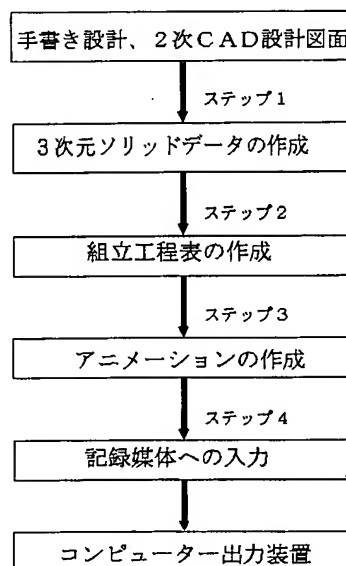 手書き設計、2次CAD設計図面
ステップ1
3次元ソリッドデータの作成
ステップ2
組立工程表の作成
ステップ3
アニメーションの作成
ステップ4
記録媒体への入力
コンピューター出力装置